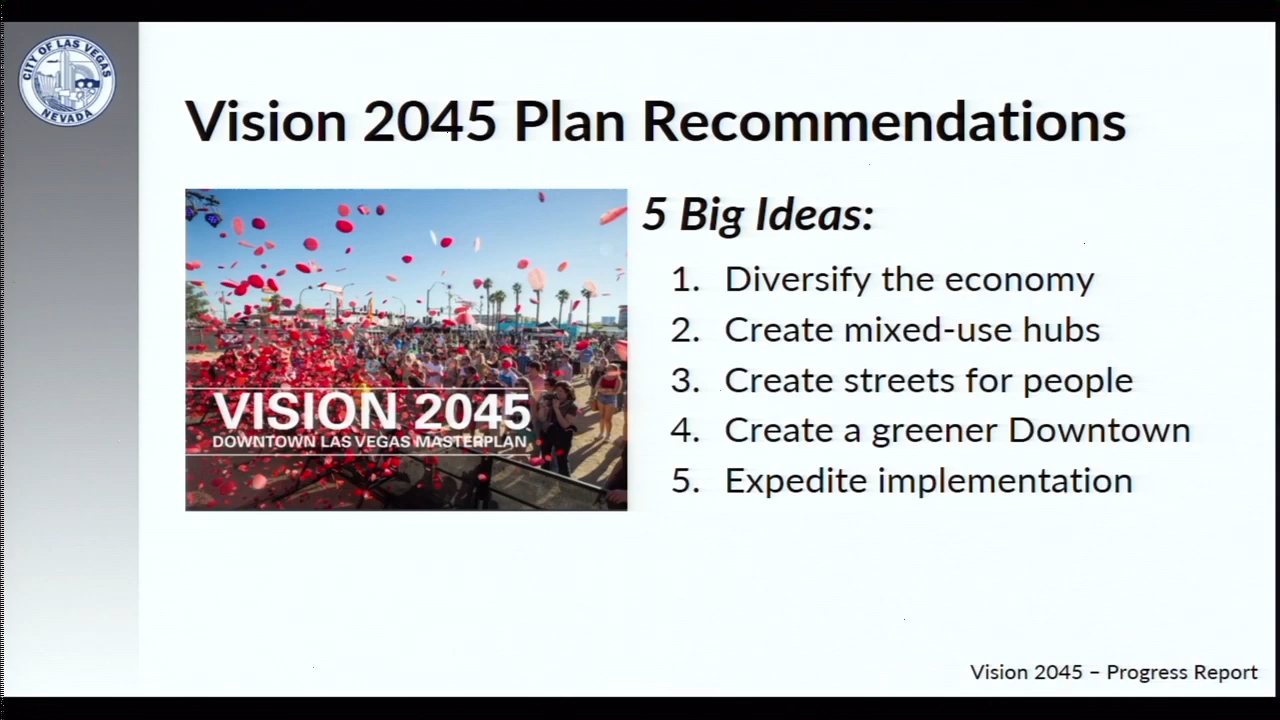 CITY OF LAS VEGAS
NEVADA
Vision 2045 Plan Recommendations
VISION 2045
DOWNTOWN LAS VEGAS MASTERPLAN
5 Big Ideas:
1. Diversify the economy
2. Create mixed-use hubs
3. Create streets for people
4. Create a greener Downtown
5. Expedite implementation
Vision 2045 – Progress Report